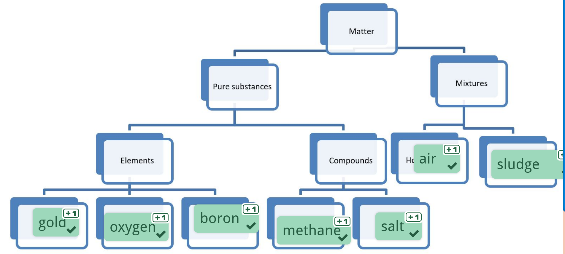 Matter
Pure substances
Mixtures
Elements
Compounds
air
+1
sludge
gold
+1
oxygen
+1
boron
+1
methane
+1
salt
+1